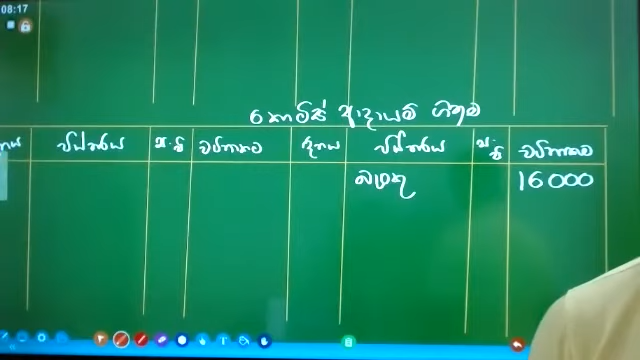 08:17
කොමිස් ආදායම් ගිණුම
විස්තරය ස.පි වටිනාකම දිනය විස්තරය ස.පි වටිනාකම
බැංකු 16000